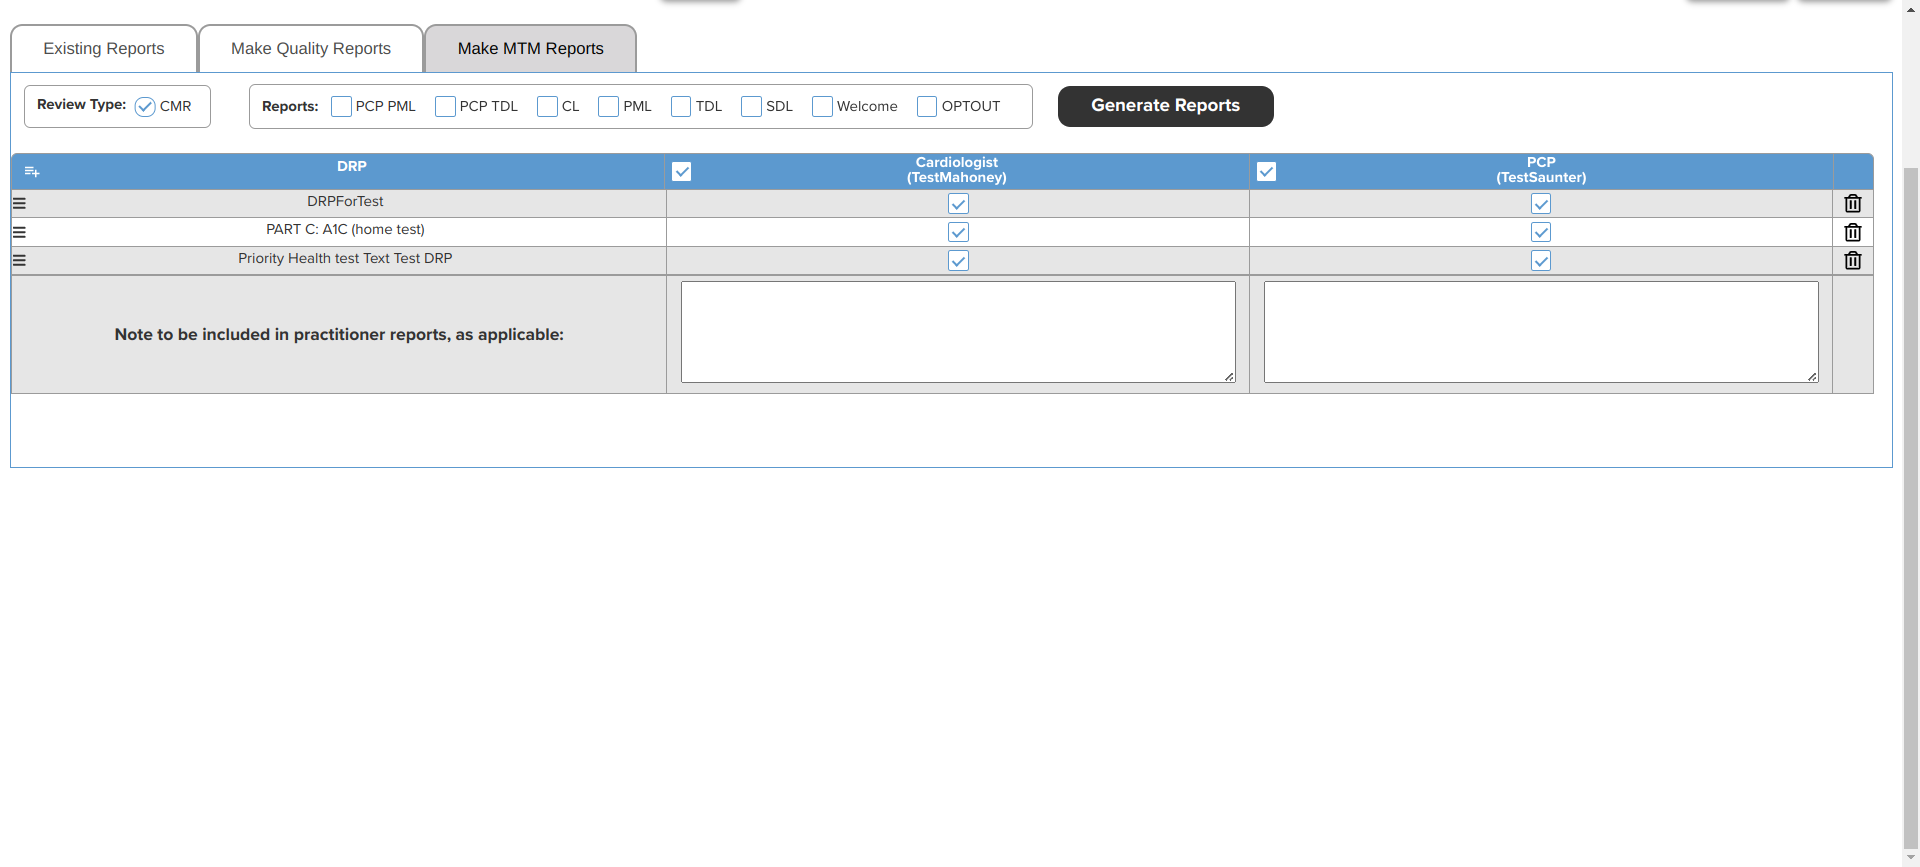 Existing Reports
Make Quality Reports
Make MTM Reports
Review Type: CMR
Reports: PCP PML PCP TDL CL PML TDL SDL Welcome OPTOUT
Generate Reports
DRP
Cardiologist
(TestMahoney)
PCP
(TestSaunter)
DRPForTest
PART C: A1C (home test)
Priority Health test Text Test DRP
Note to be included in practitioner reports, as applicable: